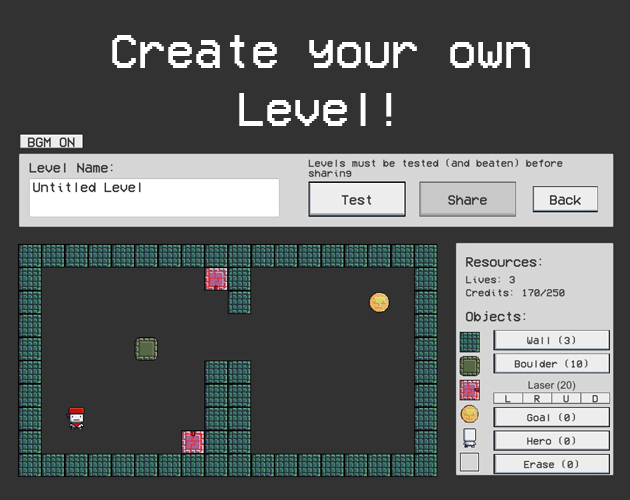 Create your own
Level!
BGM ON
Level Name:
Untitled Level
Levels must be tested (and beaten) before
sharing
Test
Share
Back
Resources:
Lives: 3
Credits: 170/250
Objects:
Wall (3)
Boulder (10)
Laser (20)
L R U D
Goal (0)
Hero (0)
Erase (0)